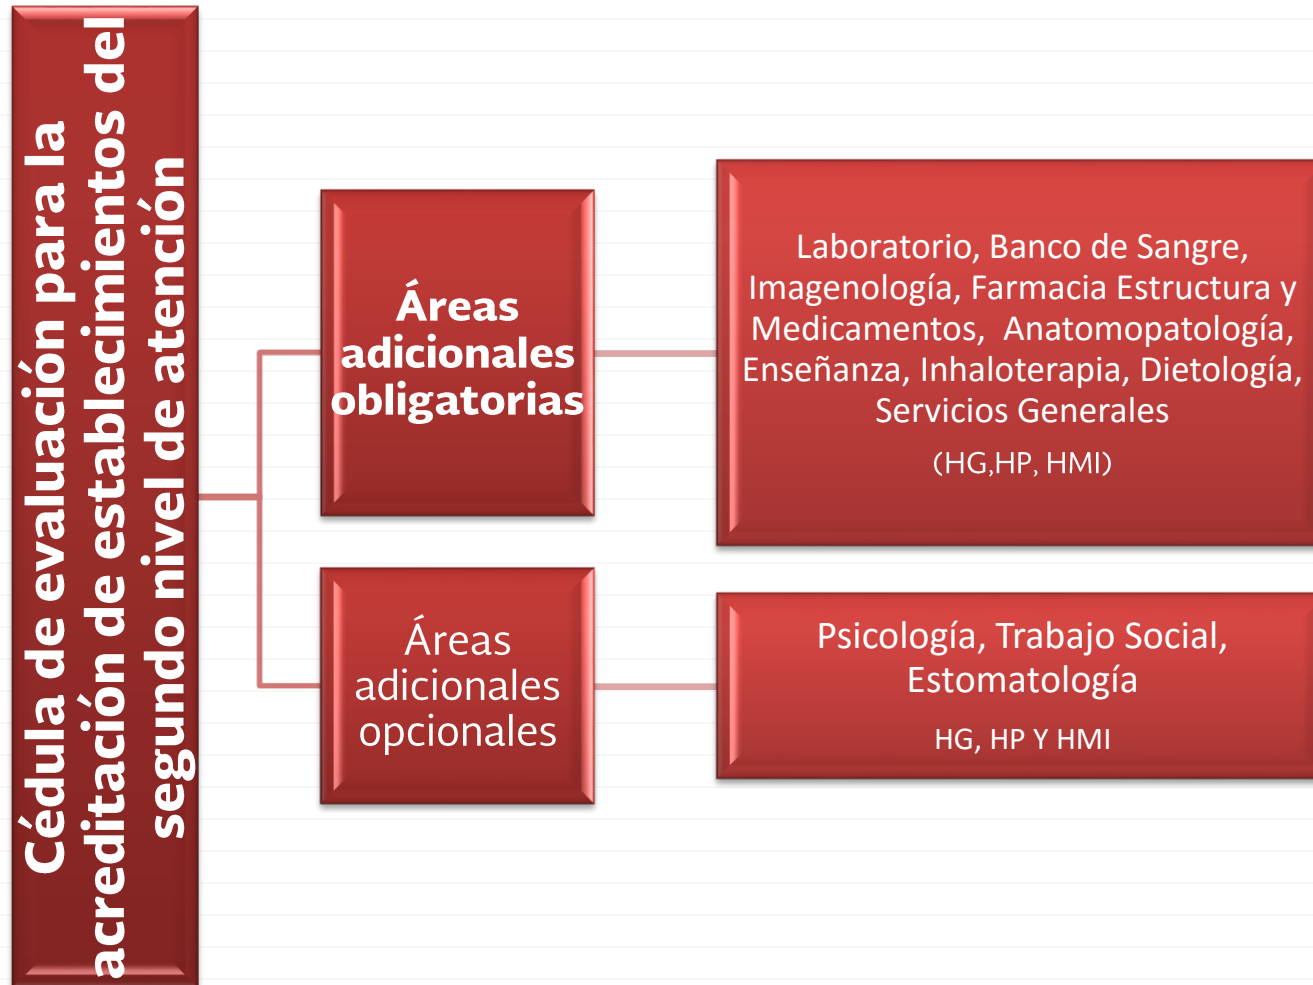 Cédula de evaluación para la
acreditación de establecimientos del
segundo nivel de atención
Áreas
adicionales
obligatorias
Laboratorio, Banco de Sangre,
Imagenología, Farmacia Estructura y
Medicamentos, Anatomopatología,
Enseñanza, Inhaloterapia, Dietología,
Servicios Generales
(HG,HP, HMI)
Áreas
adicionales
opcionales
Psicología, Trabajo Social,
Estomatología
HG, HP Y HMI